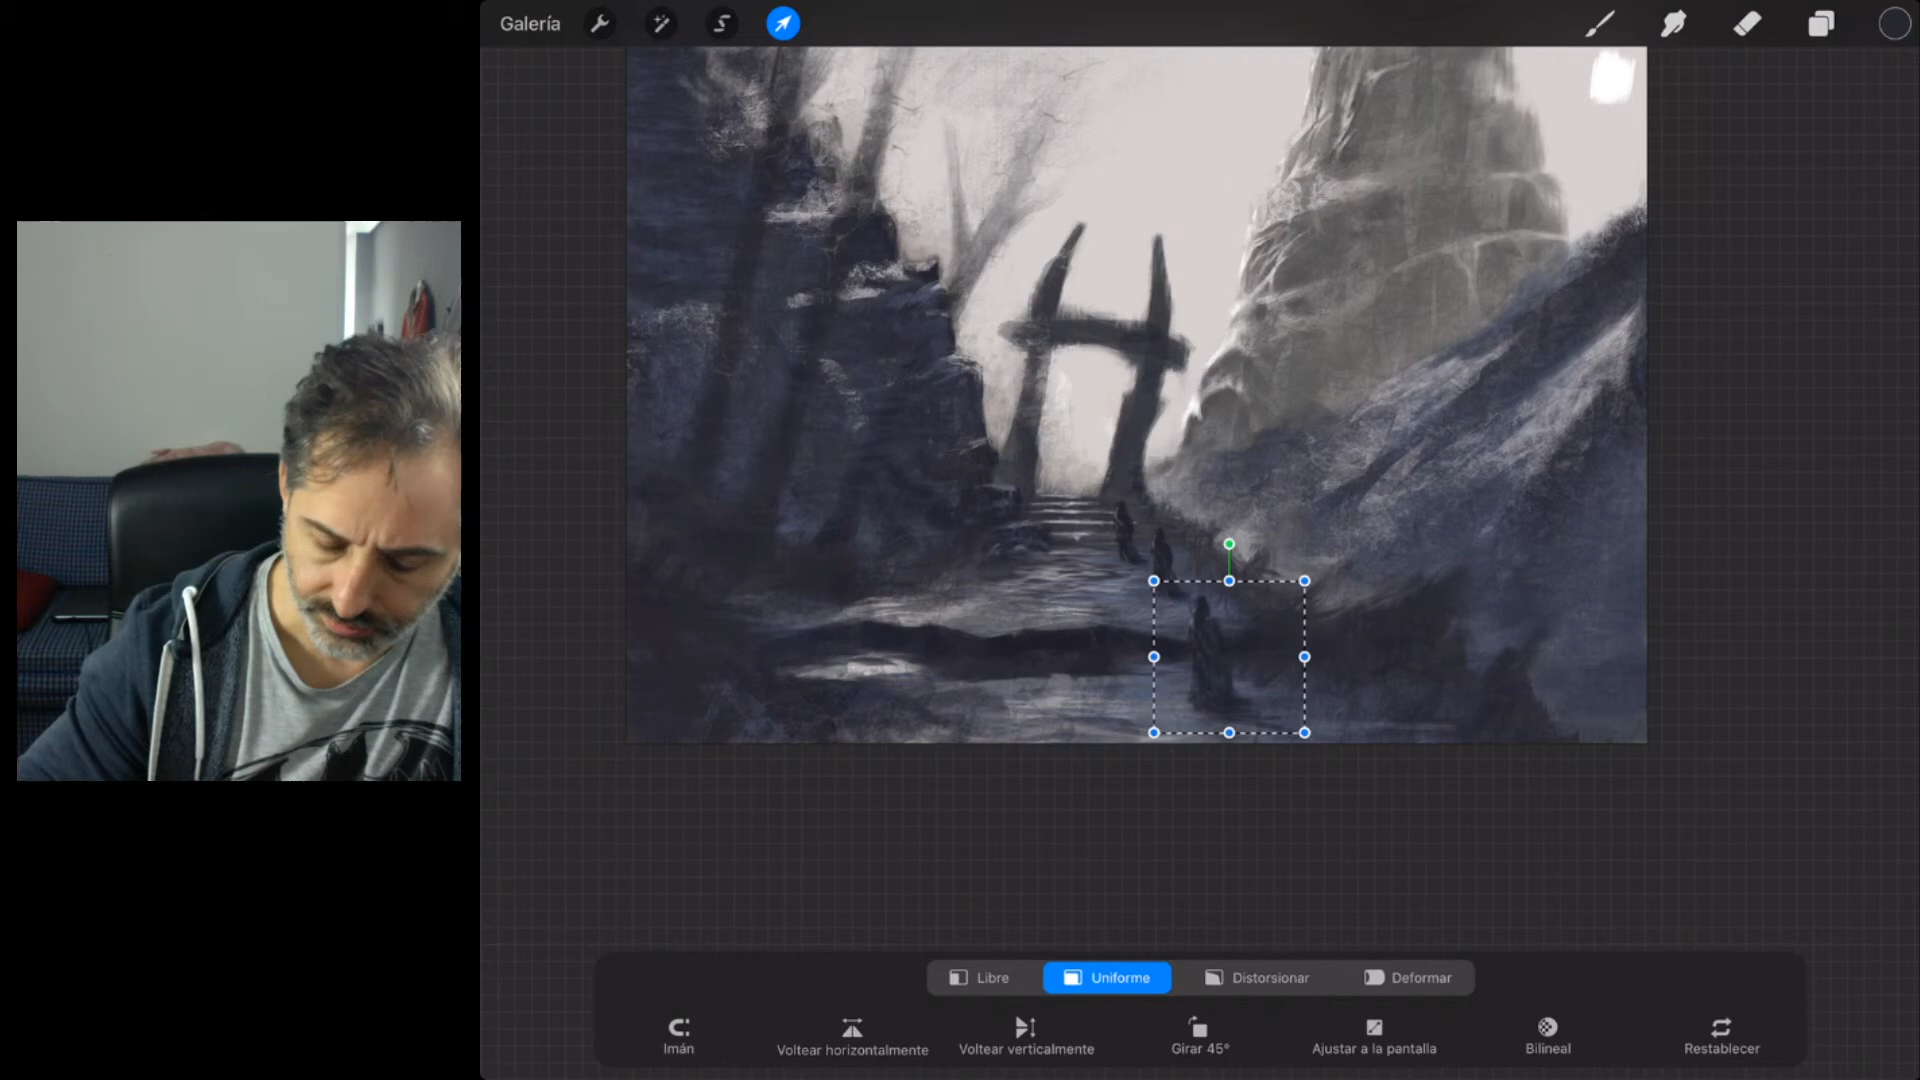 Galería
Libre
Uniforme
Distorsionar
Deformar
Imán
Voltear horizontalmente
Voltear verticalmente
Girar 45°
Ajustar a la pantalla
Bilineal
Restablecer